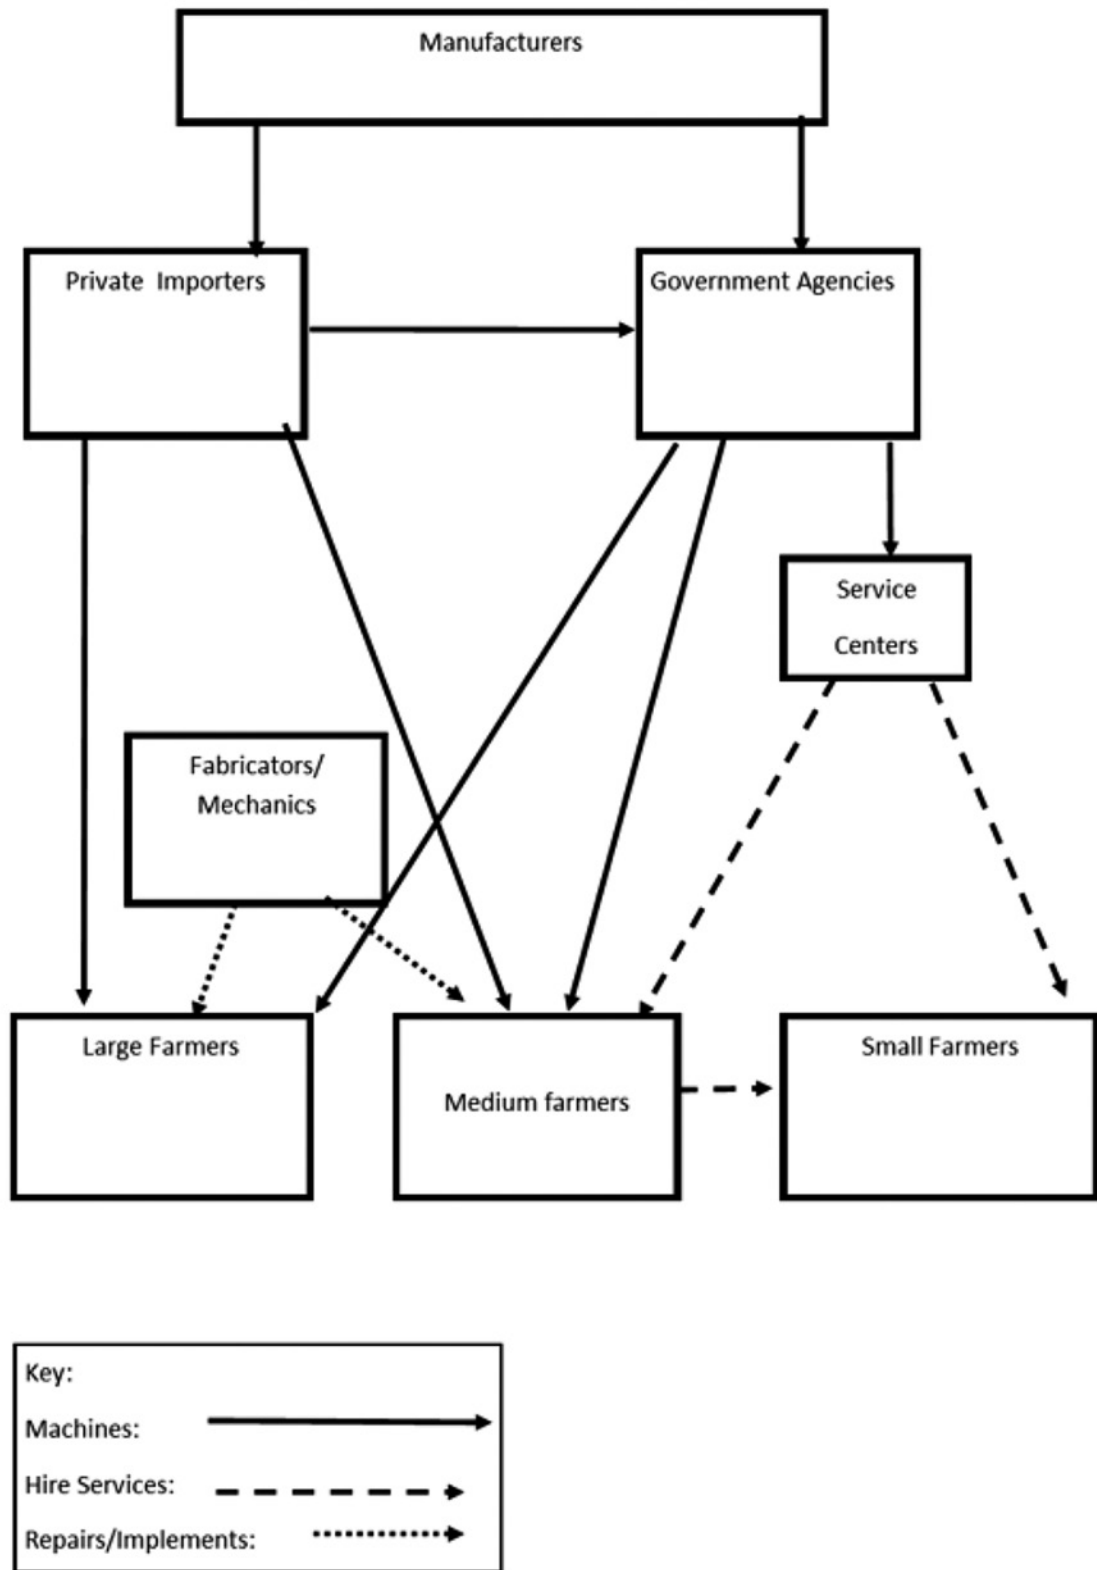 Manufacturers
Private Importers
Government Agencies
Service
Centers
Fabricators/
Mechanics
Large Farmers
Medium farmers
Small Farmers
Key:
Machines:
Hire Services:
Repairs/Implements: